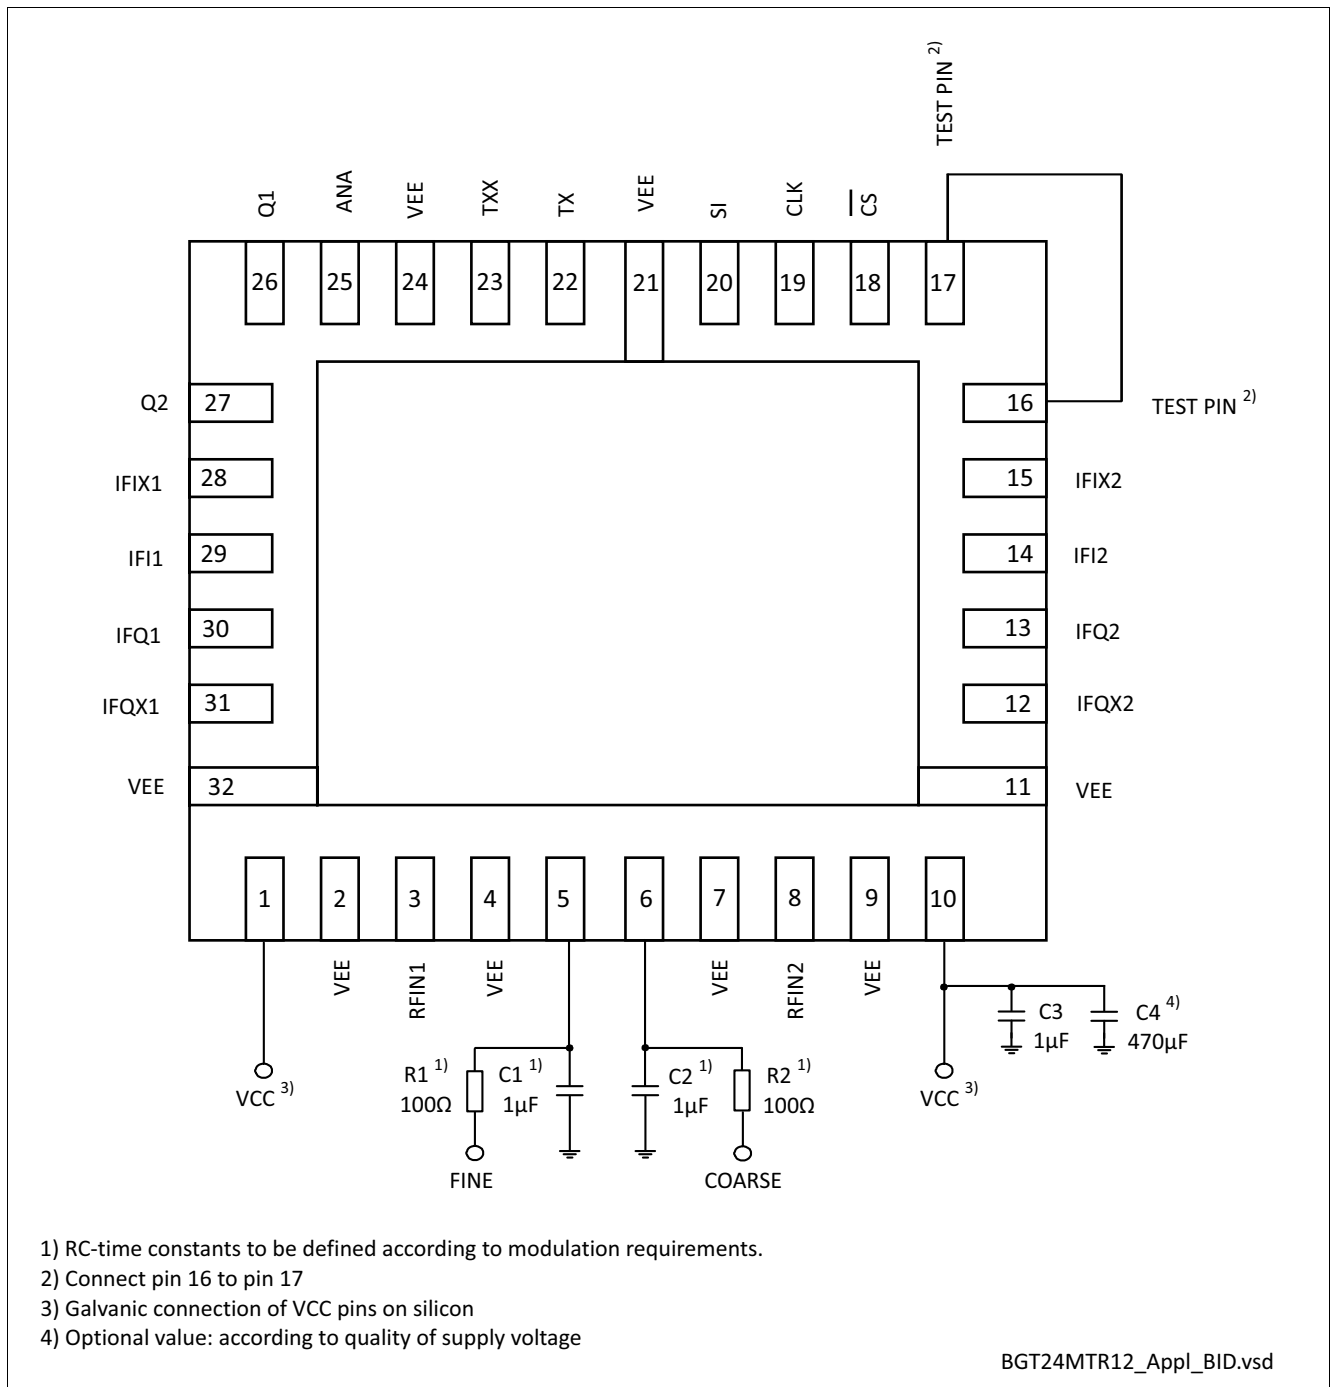 TEST PIN 2)
Q1
ANA
VEE
TXX
TX
VEE
SI
CLK
CS
26
25
24
23
22
21
20
19
18
17
Q2
27
16
TEST PIN 2)
IFIX1
28
15
IFIX2
IFI1
29
14
IFI2
IFQ1
30
13
IFQ2
IFQX1
31
12
IFQX2
VEE
32
11
VEE
1
2
3
4
5
6
7
8
9
10
VEE
RFIN1
VEE
VEE
RFIN2
VEE
C3
1µF
C4 4)
470µF
VCC 3)
R1 1)
100Ω
C1 1)
1µF
C2 1)
1µF
R2 1)
100Ω
VCC 3)
FINE
COARSE
1) RC-time constants to be defined according to modulation requirements.
2) Connect pin 16 to pin 17
3) Galvanic connection of VCC pins on silicon
4) Optional value: according to quality of supply voltage
BGT24MTR12_Appl_BID.vsd